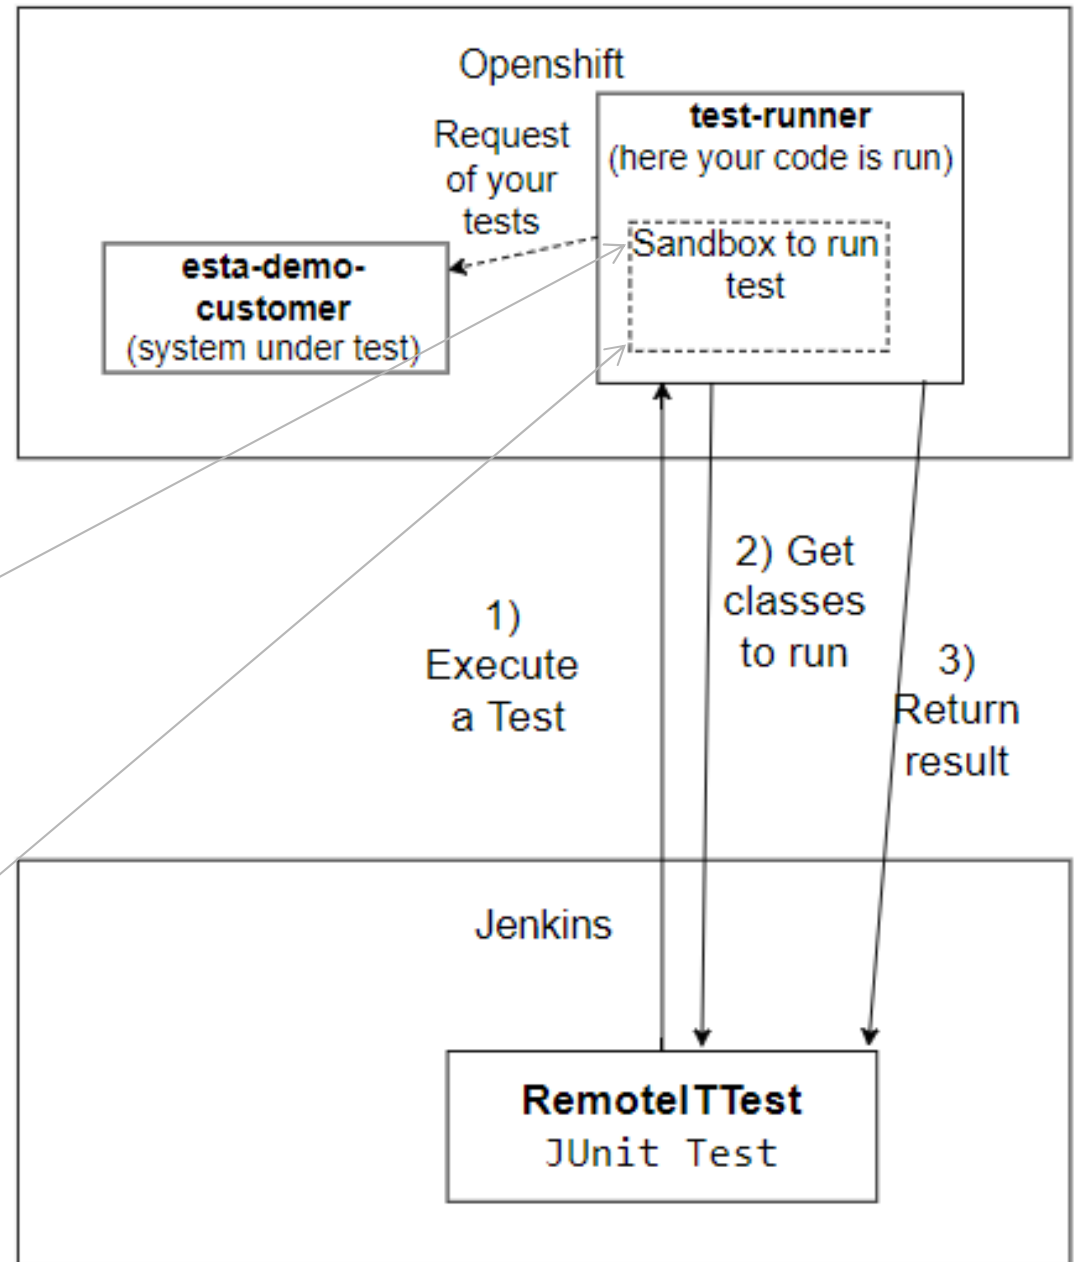 Openshift
test-runner
(here your code is run)
Request
of your
tests
Sandbox to run
test
esta-demo-
customer
(system under test)
1)
Execute
a Test
2) Get
classes
to run
3)
Return
result
Jenkins
RemoteITTest
JUnit Test